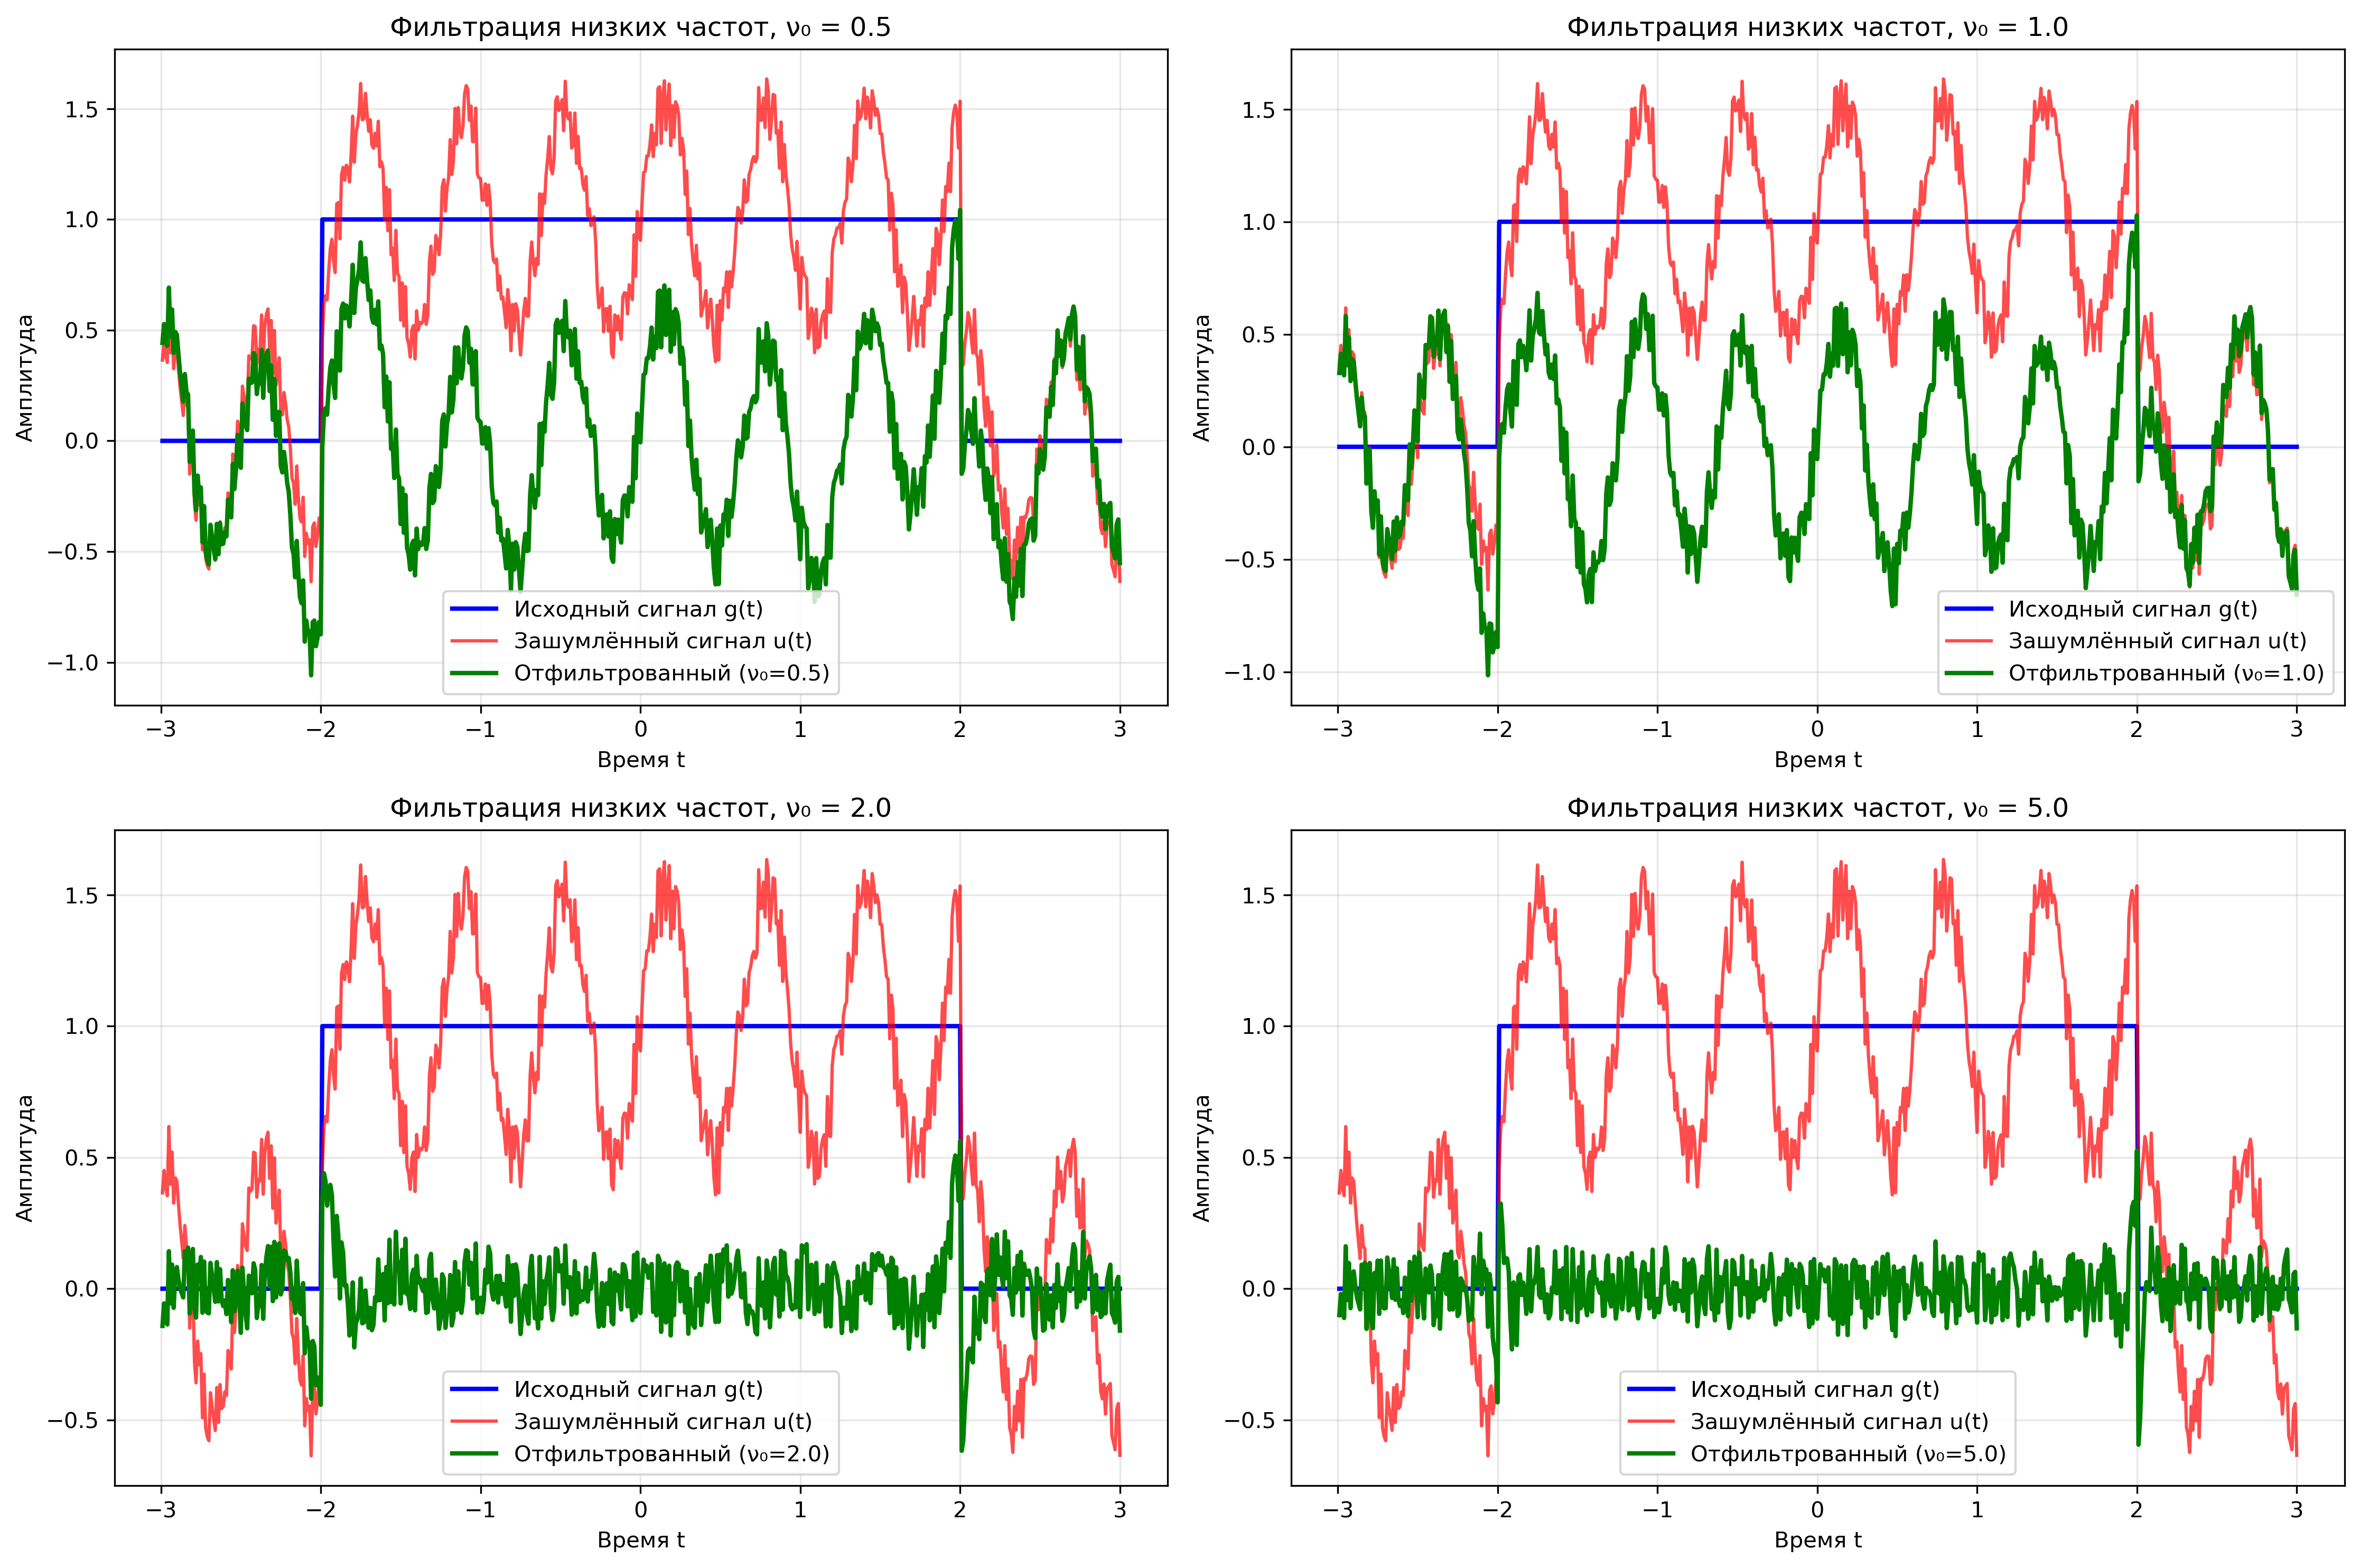 Фильтрация низких частот, ν₀ = 0.5
1.5
1.0
0.5
0.0
−0.5
−1.0
Амплитуда
Исходный сигнал g(t)
Зашумлённый сигнал u(t)
Отфильтрованный (ν₀=0.5)
−3 −2 −1 0 1 2 3
Время t
Фильтрация низких частот, ν₀ = 1.0
1.5
1.0
0.5
0.0
−0.5
−1.0
Амплитуда
Исходный сигнал g(t)
Зашумлённый сигнал u(t)
Отфильтрованный (ν₀=1.0)
−3 −2 −1 0 1 2 3
Время t
Фильтрация низких частот, ν₀ = 2.0
1.5
1.0
0.5
0.0
−0.5
Амплитуда
Исходный сигнал g(t)
Зашумлённый сигнал u(t)
Отфильтрованный (ν₀=2.0)
−3 −2 −1 0 1 2 3
Время t
Фильтрация низких частот, ν₀ = 5.0
1.5
1.0
0.5
0.0
−0.5
Амплитуда
Исходный сигнал g(t)
Зашумлённый сигнал u(t)
Отфильтрованный (ν₀=5.0)
−3 −2 −1 0 1 2 3
Время t